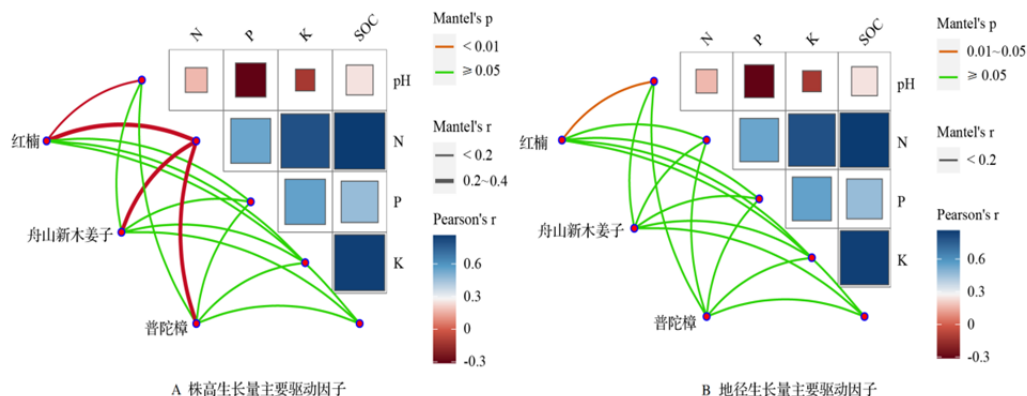 N P K SOC
Mantel's p
< 0.01
≥ 0.05
pH
红楠
N
Mantel's r
< 0.2
0.2~0.4
P
Pearson's r
舟山新木姜子
0.6
K
0.3
0
普陀樟
-0.3
A 株高生长量主要驱动因子
N P K SOC
Mantel's p
0.01~0.05
≥ 0.05
pH
红楠
N
Mantel's r
< 0.2
P
Pearson's r
舟山新木姜子
0.6
K
0.3
0
普陀樟
-0.3
B 地径生长量主要驱动因子